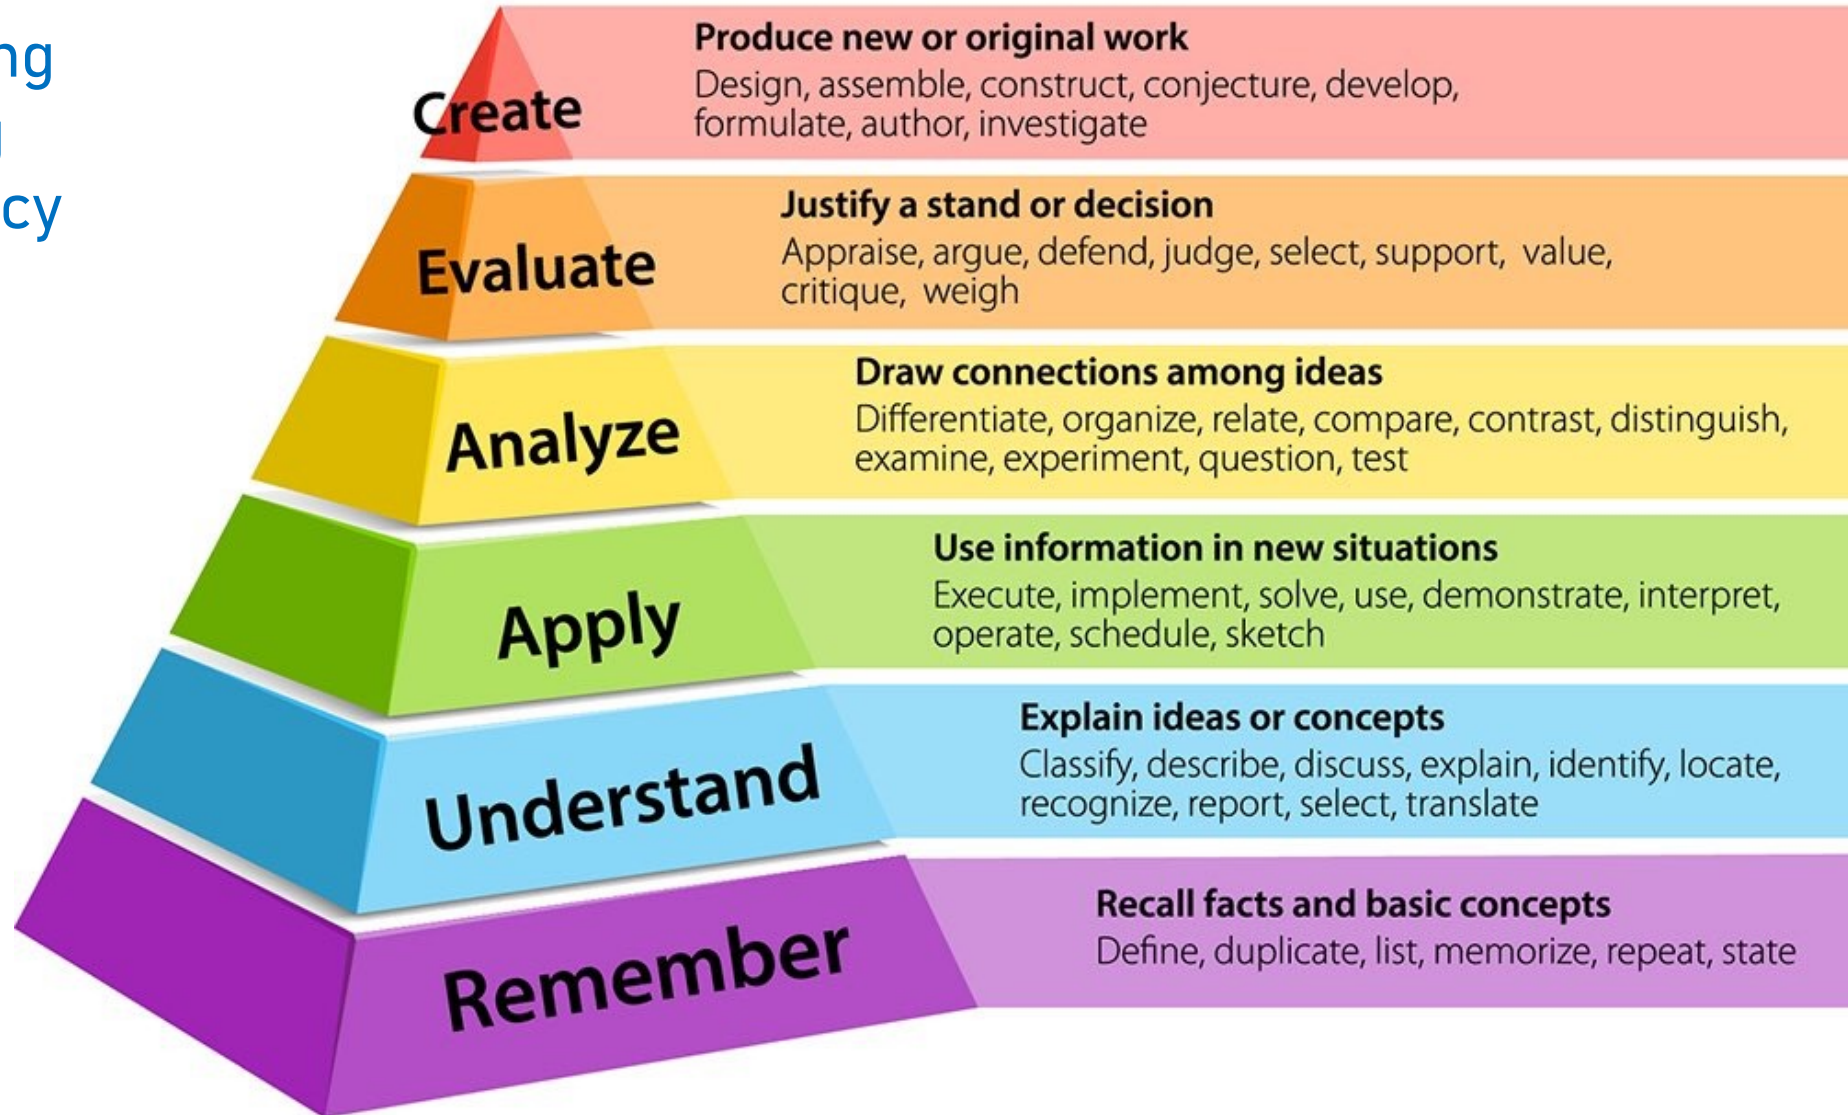 Create
Produce new or original work
Design, assemble, construct, conjecture, develop,
formulate, author, investigate
Evaluate
Justify a stand or decision
Appraise, argue, defend, judge, select, support, value,
critique, weigh
Analyze
Draw connections among ideas
Differentiate, organize, relate, compare, contrast, distinguish,
examine, experiment, question, test
Apply
Use information in new situations
Execute, implement, solve, use, demonstrate, interpret,
operate, schedule, sketch
Understand
Explain ideas or concepts
Classify, describe, discuss, explain, identify, locate,
recognize, report, select, translate
Remember
Recall facts and basic concepts
Define, duplicate, list, memorize, repeat, state